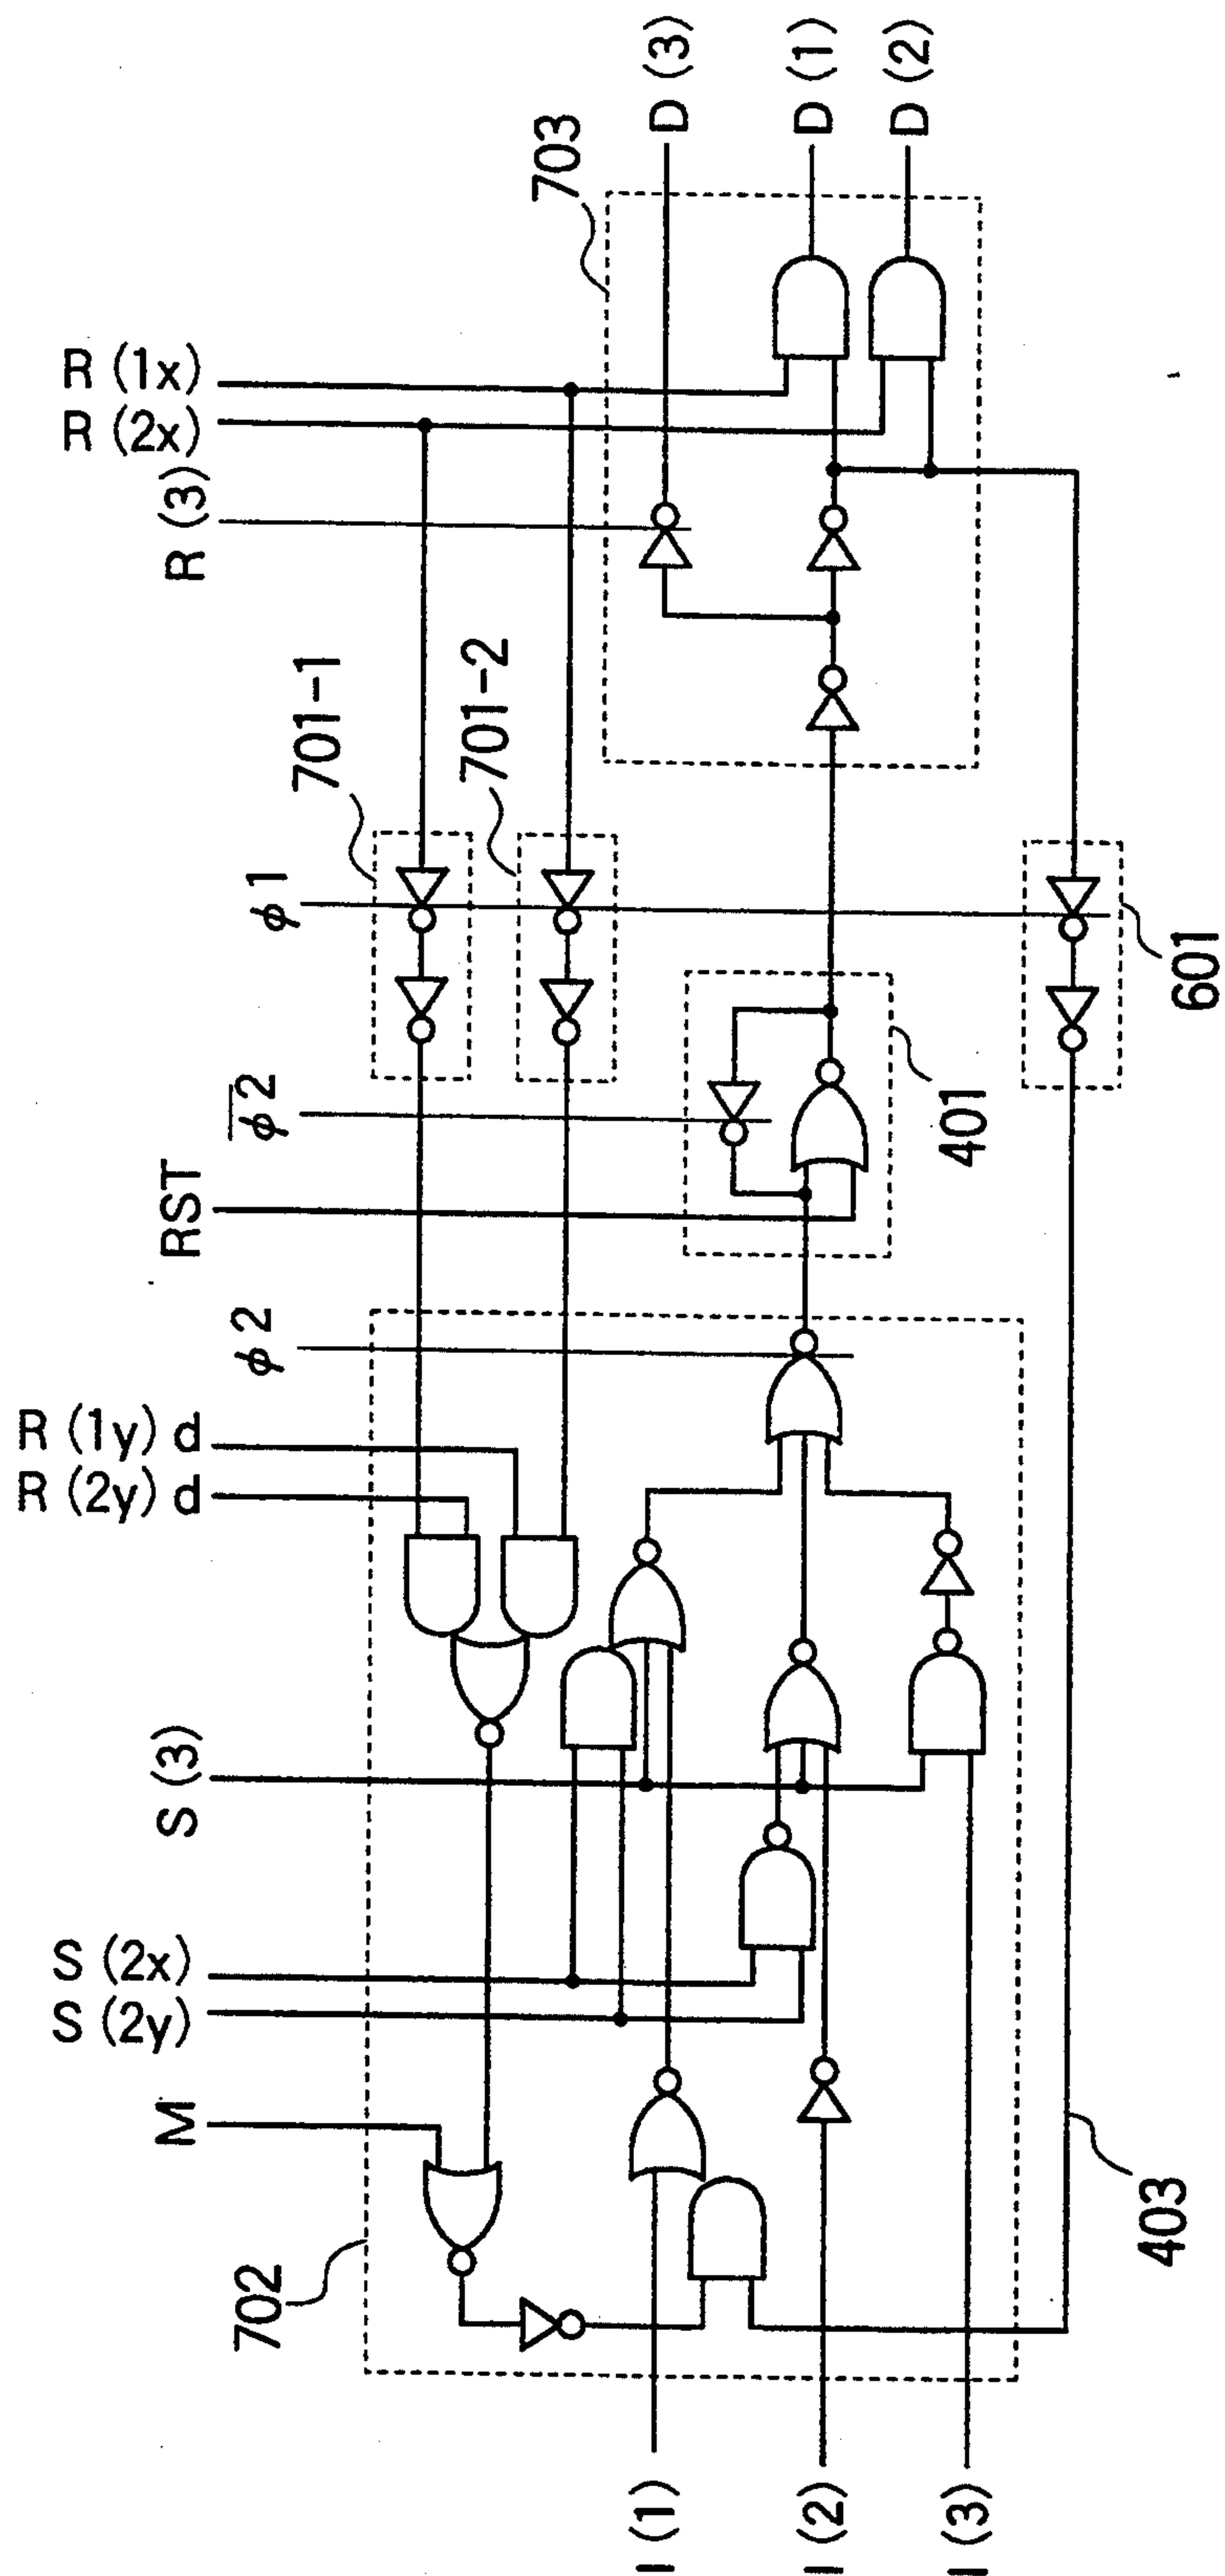 R (1x)
R (2x)
R (3)
701-1
701-2
φ1
φ2̅
RST
φ2
R (1y) d
R (2y) d
S (3)
S (2x)
S (2y)
M
702
703
D (3)
D (1)
D (2)
401
601
403
I (1)
I (2)
I (3)